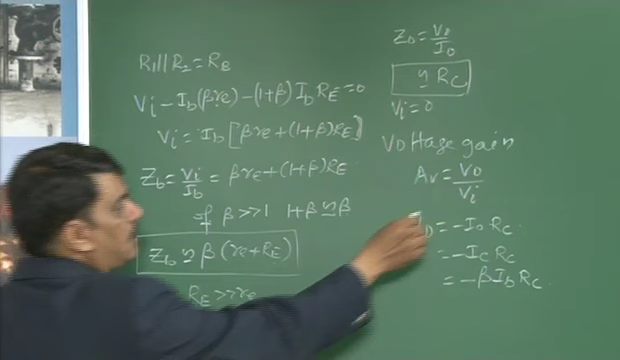 R1 || R2 = RB
Vi - Ib(βre) - (1+β) Ib RE = 0
Vi = Ib [βre + (1+β)RE]
Zb = Vi/Ib = βrE + (1+β)RE
if β >> 1 1+β ≃ β
Zb ≃ β (re + RE)
RE >> re
Zo = Vo/Io
≃ RC
Vi = 0
Voltage gain
Av = Vo/Vi
= -Io RC
= -IC RC
= -βIb RC